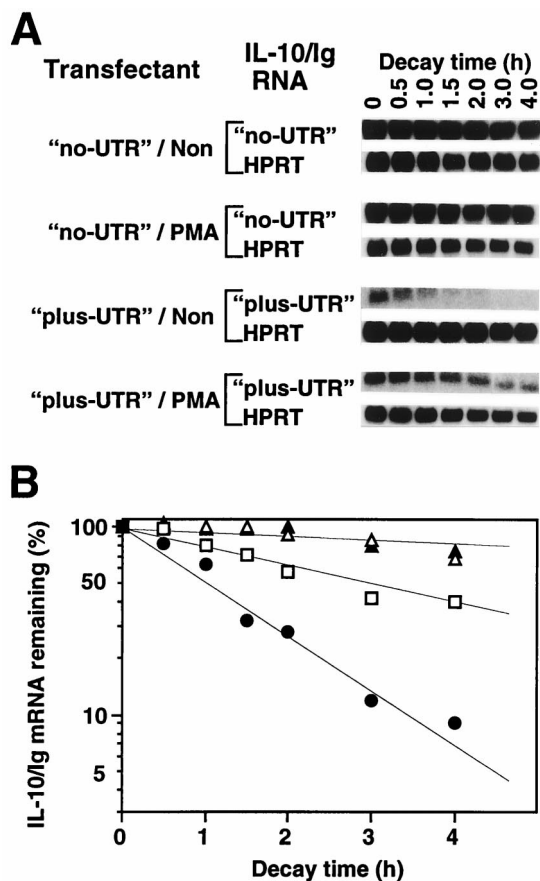 A
Transfectant
IL-10/Ig
RNA
Decay time (h)
0 0.5 1.0 1.5 2.0 3.0 4.0
“no-UTR” / Non
“no-UTR”
HPRT
“no-UTR” / PMA
“no-UTR”
HPRT
“plus-UTR” / Non
“plus-UTR”
HPRT
“plus-UTR” / PMA
“plus-UTR”
HPRT
B
IL-10/Ig mRNA remaining (%)
100
50
10
5
0 1 2 3 4
Decay time (h)